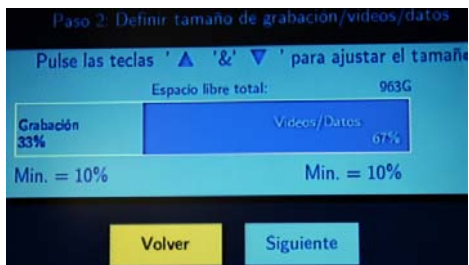 Paso 2: Definir tamaño de grabación/videos/datos
Pulse las teclas ' ▲ '&' ▼ ' para ajustar el tamañ
Espacio libre total: 963G
Grabación Videos/Datos
33% 67%
Min. = 10% Min. = 10%
Volver Siguiente